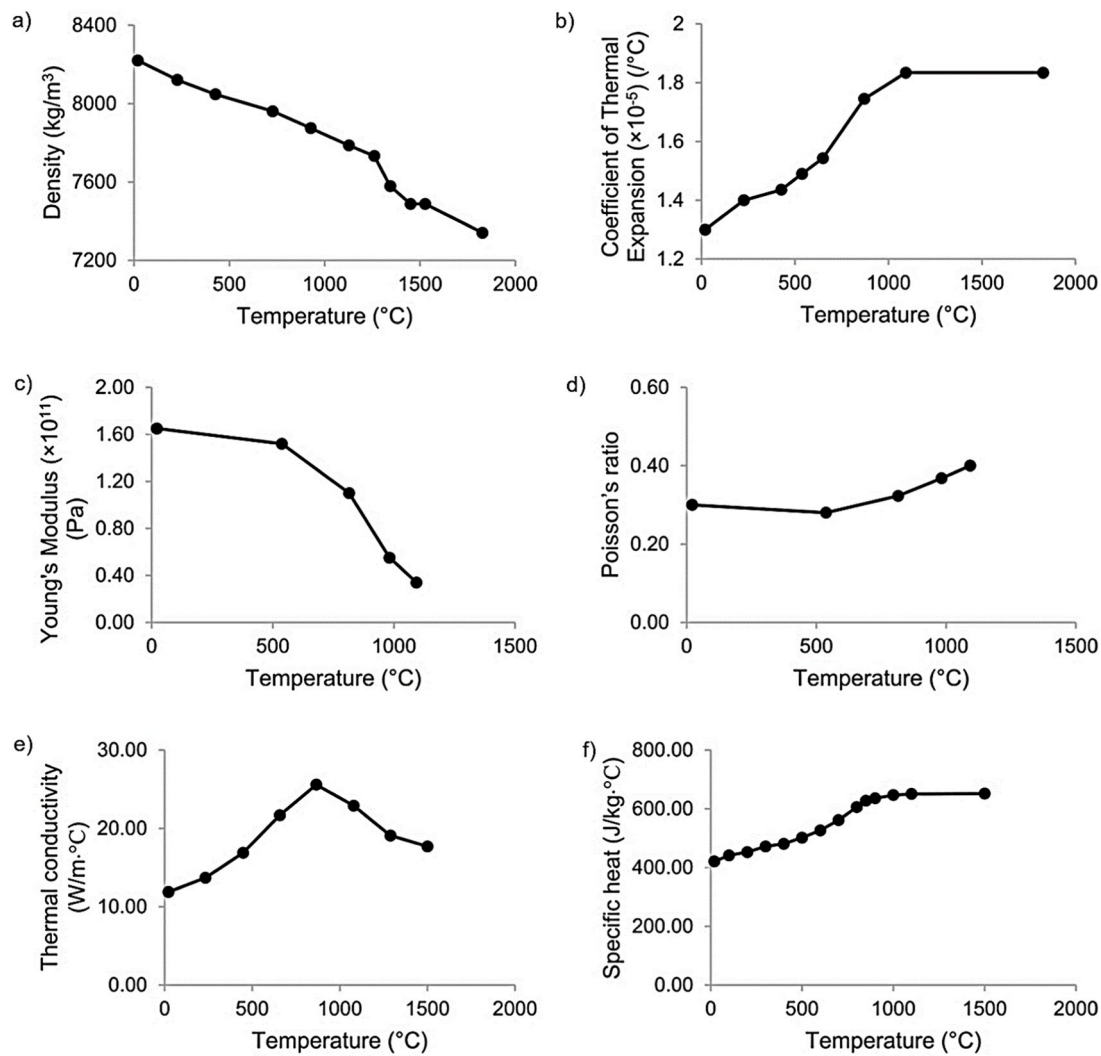 a)
8400
8000
7600
7200
Density (kg/m³)
0 500 1000 1500 2000
Temperature (°C)
b)
2
1.8
1.6
1.4
1.2
Coefficient of Thermal
Expansion (×10⁻⁵) (/°C)
0 500 1000 1500 2000
Temperature (°C)
c)
2.00
1.60
1.20
0.80
0.40
0.00
Young's Modulus (×10¹¹)
(Pa)
0 500 1000 1500
Temperature (°C)
d)
0.60
0.40
0.20
0.00
Poisson's ratio
0 500 1000 1500
Temperature (°C)
e)
30.00
20.00
10.00
0.00
Thermal conductivity
(W/m·°C)
0 500 1000 1500 2000
Temperature (°C)
f)
800.00
600.00
400.00
200.00
0.00
Specific heat (J/kg·°C)
0 500 1000 1500 2000
Temperature (°C)